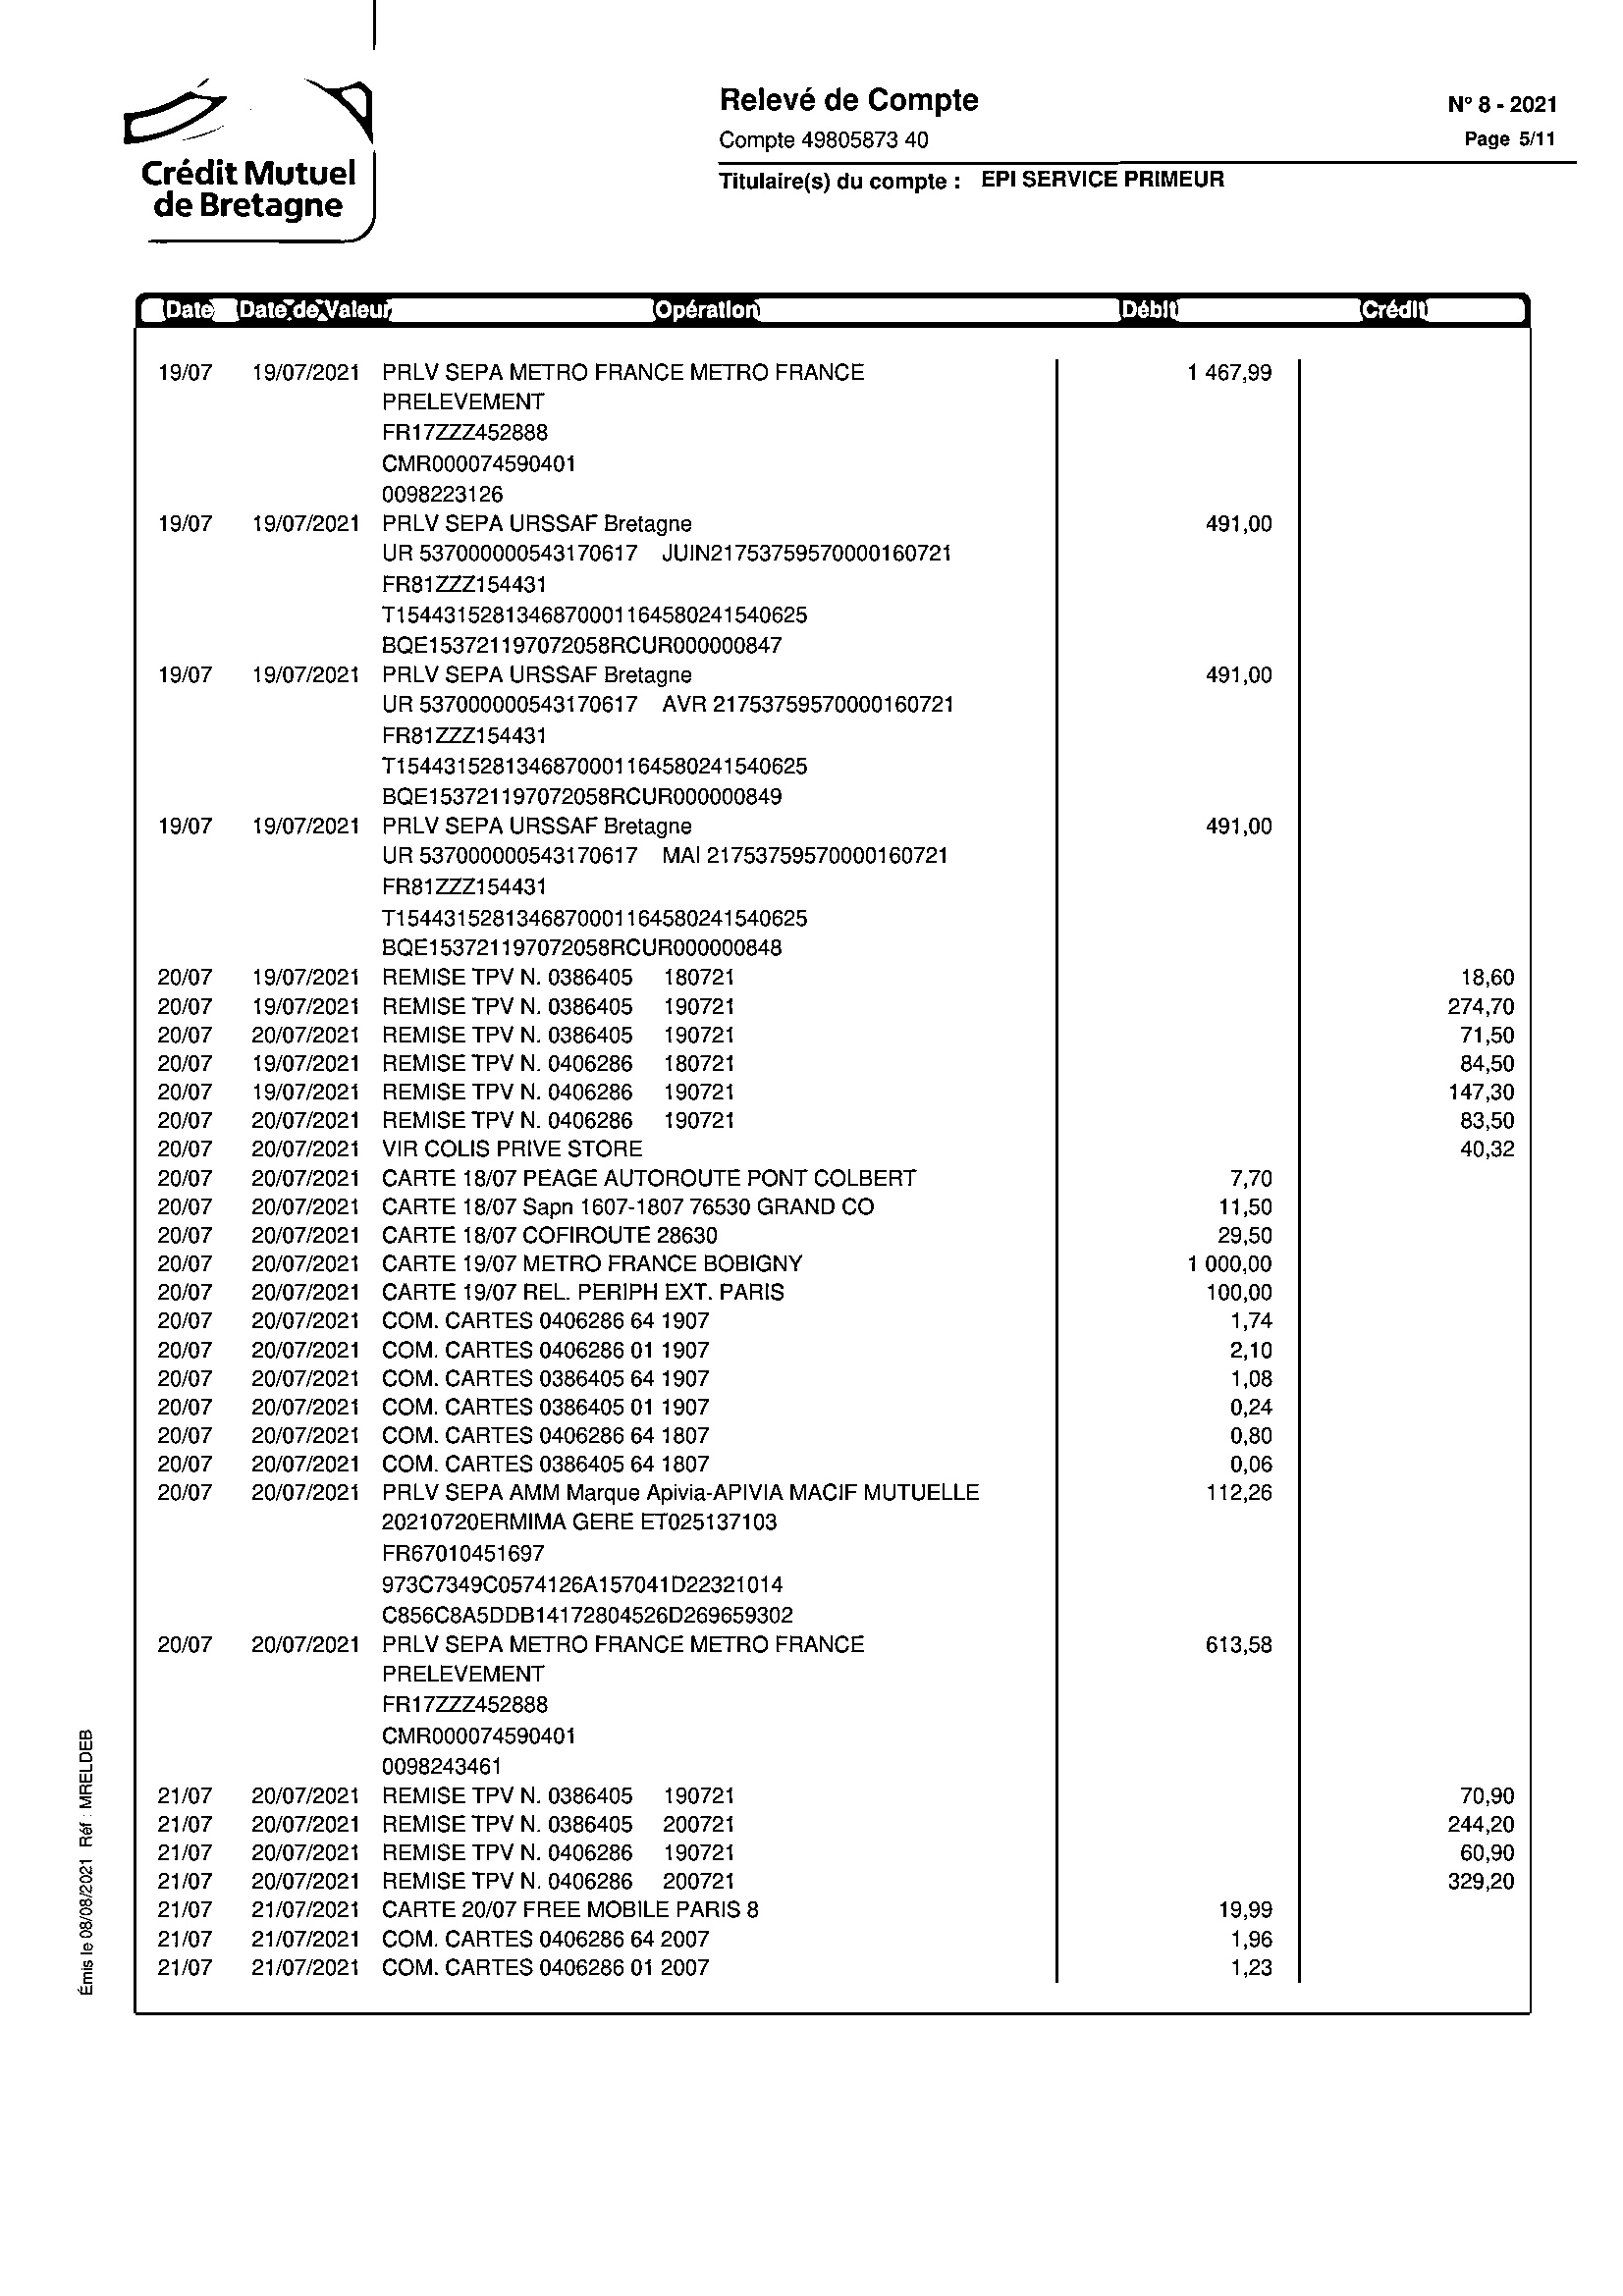 Crédit Mutuel
de Bretagne
Relevé de Compte
N° 8 - 2021
Compte 49805873 40
Page 5/11
Titulaire(s) du compte : EPI SERVICE PRIMEUR
Date Date de Valeur Opération Débit Crédit
19/07 19/07/2021 PRLV SEPA METRO FRANCE METRO FRANCE 1 467,99
PRELEVEMENT
FR17ZZZ452888
CMR000074590401
0098223126
19/07 19/07/2021 PRLV SEPA URSSAF Bretagne 491,00
UR 537000000543170617 JUIN21753759570000160721
FR81ZZZ154431
T15443152813468700011645802415​40625
BQE153721197072058RCUR000000847
19/07 19/07/2021 PRLV SEPA URSSAF Bretagne 491,00
UR 537000000543170617 AVR 21753759570000160721
FR81ZZZ154431
T1544315281346870001164580241540625
BQE153721197072058RCUR000000849
19/07 19/07/2021 PRLV SEPA URSSAF Bretagne 491,00
UR 537000000543170617 MAI 21753759570000160721
FR81ZZZ154431
T1544315281346870001164580241540625
BQE153721197072058RCUR000000848
20/07 19/07/2021 REMISE TPV N. 0386405 180721 18,60
20/07 19/07/2021 REMISE TPV N. 0386405 190721 274,70
20/07 20/07/2021 REMISE TPV N. 0386405 190721 71,50
20/07 19/07/2021 REMISE TPV N. 0406286 180721 84,50
20/07 19/07/2021 REMISE TPV N. 0406286 190721 147,30
20/07 20/07/2021 REMISE TPV N. 0406286 190721 83,50
20/07 20/07/2021 VIR COLIS PRIVE STORE 40,32
20/07 20/07/2021 CARTE 18/07 PEAGE AUTOROUTE PONT COLBERT 7,70
20/07 20/07/2021 CARTE 18/07 Sapn 1607-1807 76530 GRAND CO 11,50
20/07 20/07/2021 CARTE 18/07 COFIROUTE 28630 29,50
20/07 20/07/2021 CARTE 19/07 METRO FRANCE BOBIGNY 1 000,00
20/07 20/07/2021 CARTE 19/07 REL. PERIPH EXT. PARIS 100,00
20/07 20/07/2021 COM. CARTES 0406286 64 1907 1,74
20/07 20/07/2021 COM. CARTES 0406286 01 1907 2,10
20/07 20/07/2021 COM. CARTES 0386405 64 1907 1,08
20/07 20/07/2021 COM. CARTES 0386405 01 1907 0,24
20/07 20/07/2021 COM. CARTES 0406286 64 1807 0,80
20/07 20/07/2021 COM. CARTES 0386405 64 1807 0,06
20/07 20/07/2021 PRLV SEPA AMM Marque Apivia-APIVIA MACIF MUTUELLE 112,26
20210720ERMIMA GERE ET025137103
FR67010451697
973C7349C0574126A157041D22321014
C856C8A5DDB14172804526D269659302
20/07 20/07/2021 PRLV SEPA METRO FRANCE METRO FRANCE 613,58
PRELEVEMENT
FR17ZZZ452888
CMR000074590401
0098243461
21/07 20/07/2021 REMISE TPV N. 0386405 190721 70,90
21/07 20/07/2021 REMISE TPV N. 0386405 200721 244,20
21/07 20/07/2021 REMISE TPV N. 0406286 190721 60,90
21/07 20/07/2021 REMISE TPV N. 0406286 200721 329,20
21/07 21/07/2021 CARTE 20/07 FREE MOBILE PARIS 8 19,99
21/07 21/07/2021 COM. CARTES 0406286 64 2007 1,96
21/07 21/07/2021 COM. CARTES 0406286 01 2007 1,23
Émis le 08/08/2021 Réf : MRELDEB